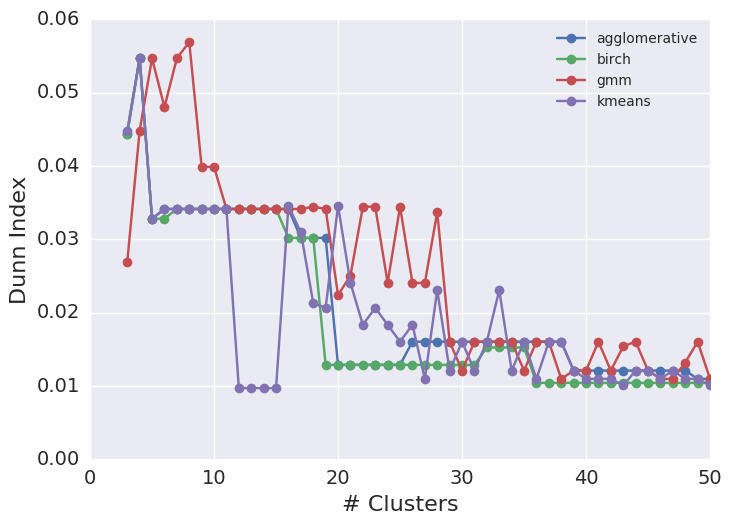 0.06
0.05
0.04
0.03
0.02
0.01
0.00
Dunn Index
agglomerative
birch
gmm
kmeans
0 10 20 30 40 50
# Clusters